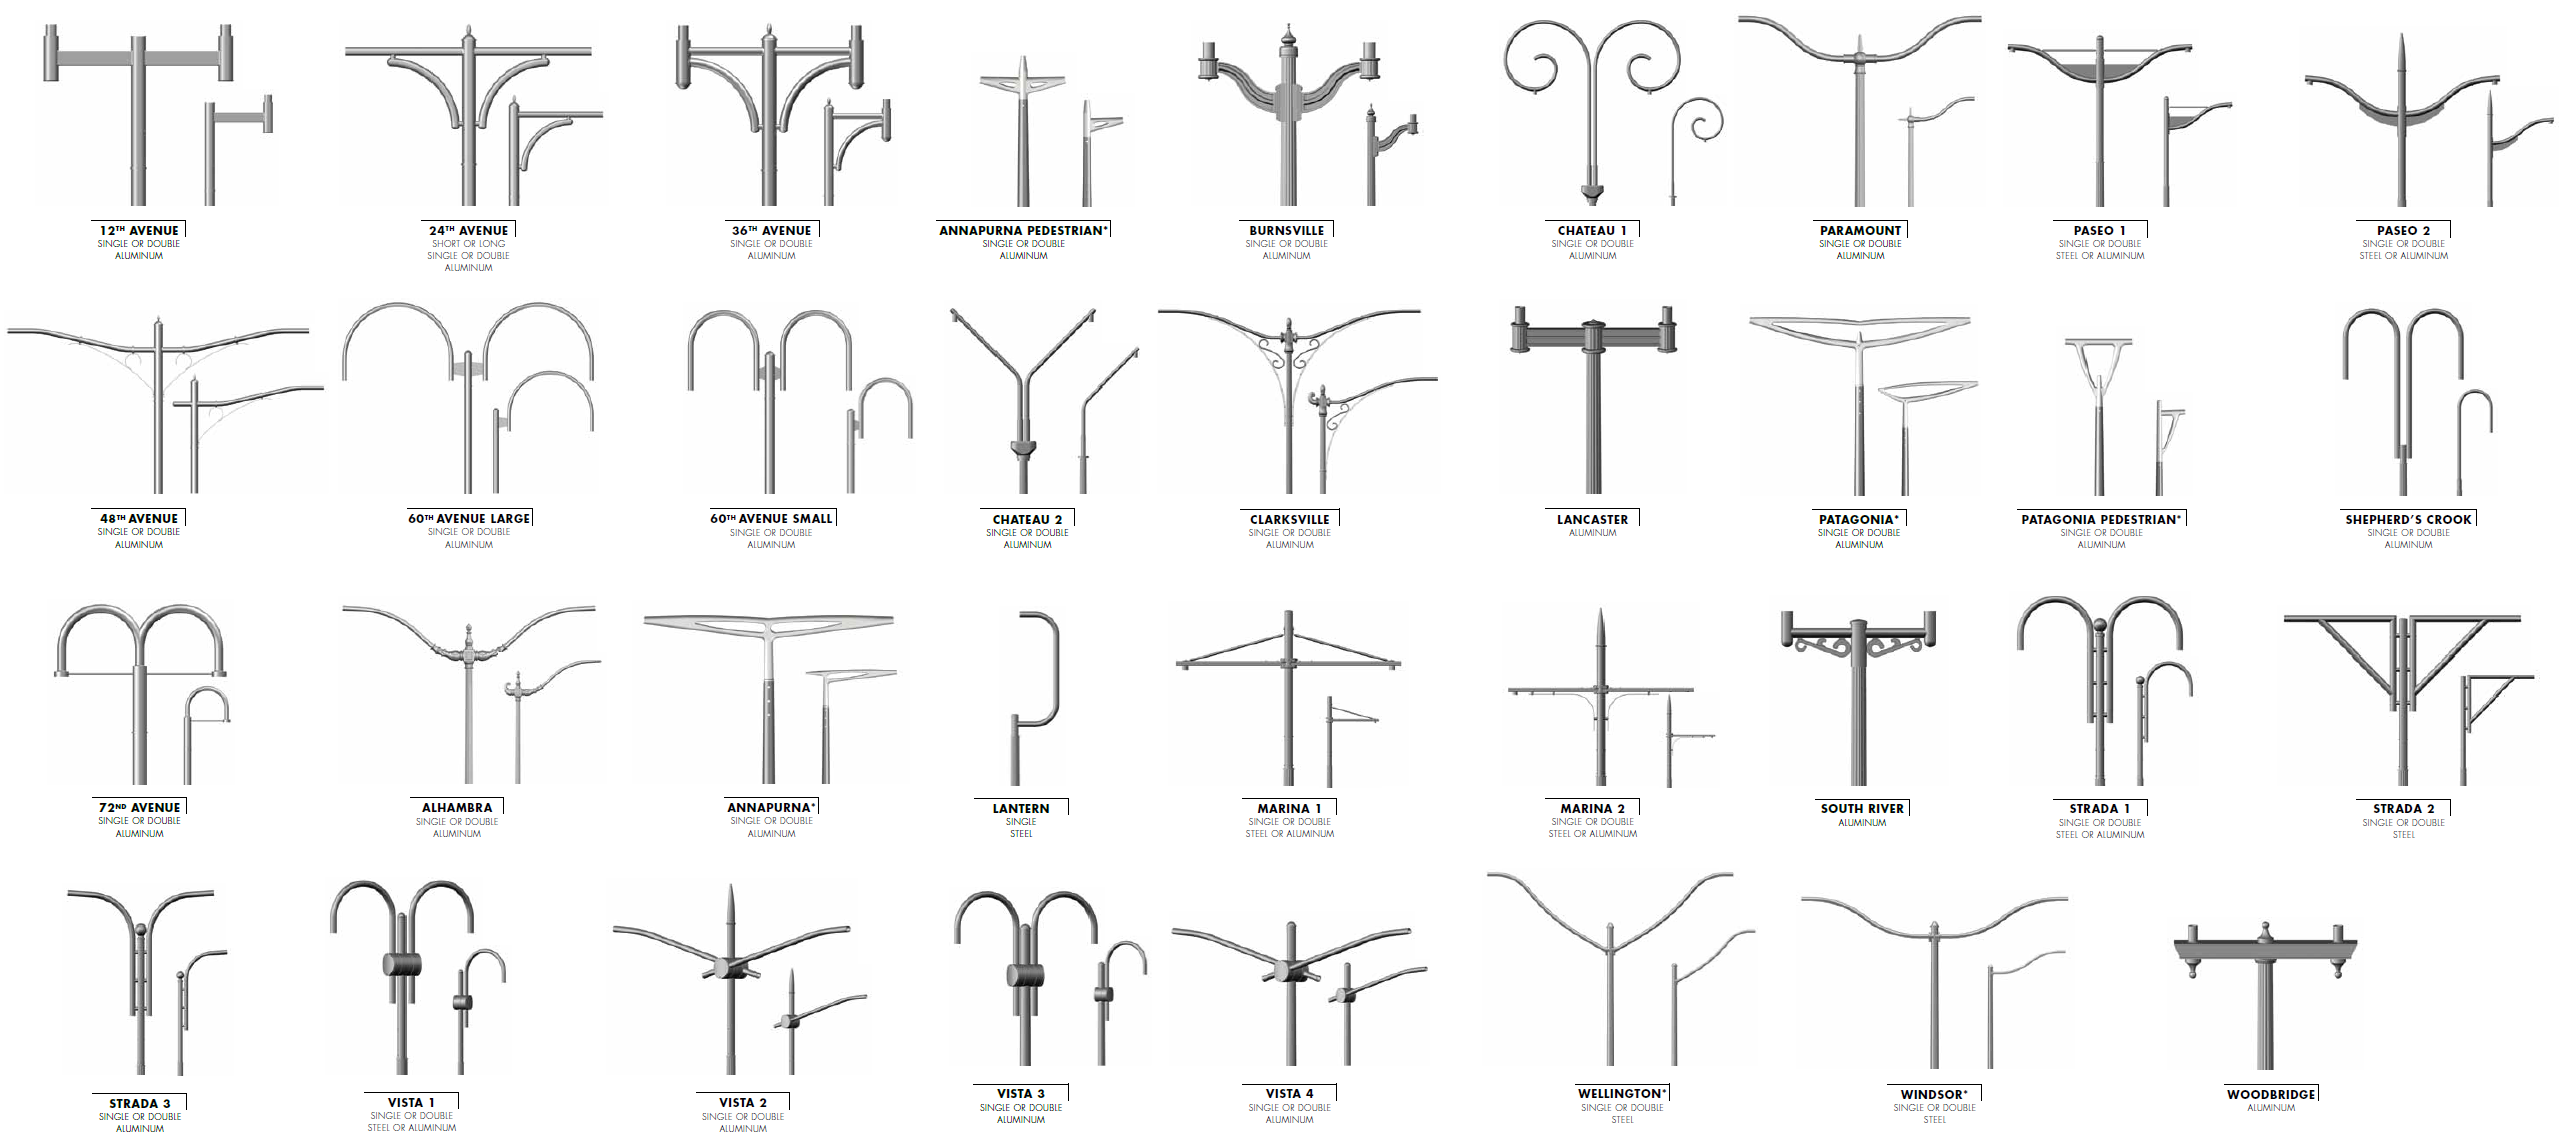 12TH AVENUE
SINGLE OR DOUBLE
ALUMINUM
24TH AVENUE
SHORT OR LONG
SINGLE OR DOUBLE
ALUMINUM
36TH AVENUE
SINGLE OR DOUBLE
ALUMINUM
ANNAPURNA PEDESTRIAN*
SINGLE OR DOUBLE
ALUMINUM
BURNSVILLE
SINGLE OR DOUBLE
ALUMINUM
CHATEAU 1
SINGLE OR DOUBLE
ALUMINUM
PARAMOUNT
SINGLE OR DOUBLE
ALUMINUM
PASEO 1
SINGLE OR DOUBLE
STEEL OR ALUMINUM
PASEO 2
SINGLE OR DOUBLE
STEEL OR ALUMINUM
48TH AVENUE
SINGLE OR DOUBLE
ALUMINUM
60TH AVENUE LARGE
SINGLE OR DOUBLE
ALUMINUM
60TH AVENUE SMALL
SINGLE OR DOUBLE
ALUMINUM
CHATEAU 2
SINGLE OR DOUBLE
ALUMINUM
CLARKSVILLE
SINGLE OR DOUBLE
ALUMINUM
LANCASTER
ALUMINUM
PATAGONIA*
SINGLE OR DOUBLE
ALUMINUM
PATAGONIA PEDESTRIAN*
SINGLE OR DOUBLE
ALUMINUM
SHEPHERD'S CROOK
SINGLE OR DOUBLE
ALUMINUM
72ND AVENUE
SINGLE OR DOUBLE
ALUMINUM
ALHAMBRA
SINGLE OR DOUBLE
ALUMINUM
ANNAPURNA*
SINGLE OR DOUBLE
ALUMINUM
LANTERN
SINGLE
STEEL
MARINA 1
SINGLE OR DOUBLE
STEEL OR ALUMINUM
MARINA 2
SINGLE OR DOUBLE
STEEL OR ALUMINUM
SOUTH RIVER
ALUMINUM
STRADA 1
SINGLE OR DOUBLE
STEEL OR ALUMINUM
STRADA 2
SINGLE OR DOUBLE
STEEL
STRADA 3
SINGLE OR DOUBLE
ALUMINUM
VISTA 1
SINGLE OR DOUBLE
STEEL OR ALUMINUM
VISTA 2
SINGLE OR DOUBLE
ALUMINUM
VISTA 3
SINGLE OR DOUBLE
ALUMINUM
VISTA 4
SINGLE OR DOUBLE
ALUMINUM
WELLINGTON*
SINGLE OR DOUBLE
STEEL
WINDSOR*
SINGLE OR DOUBLE
STEEL
WOODBRIDGE
ALUMINUM